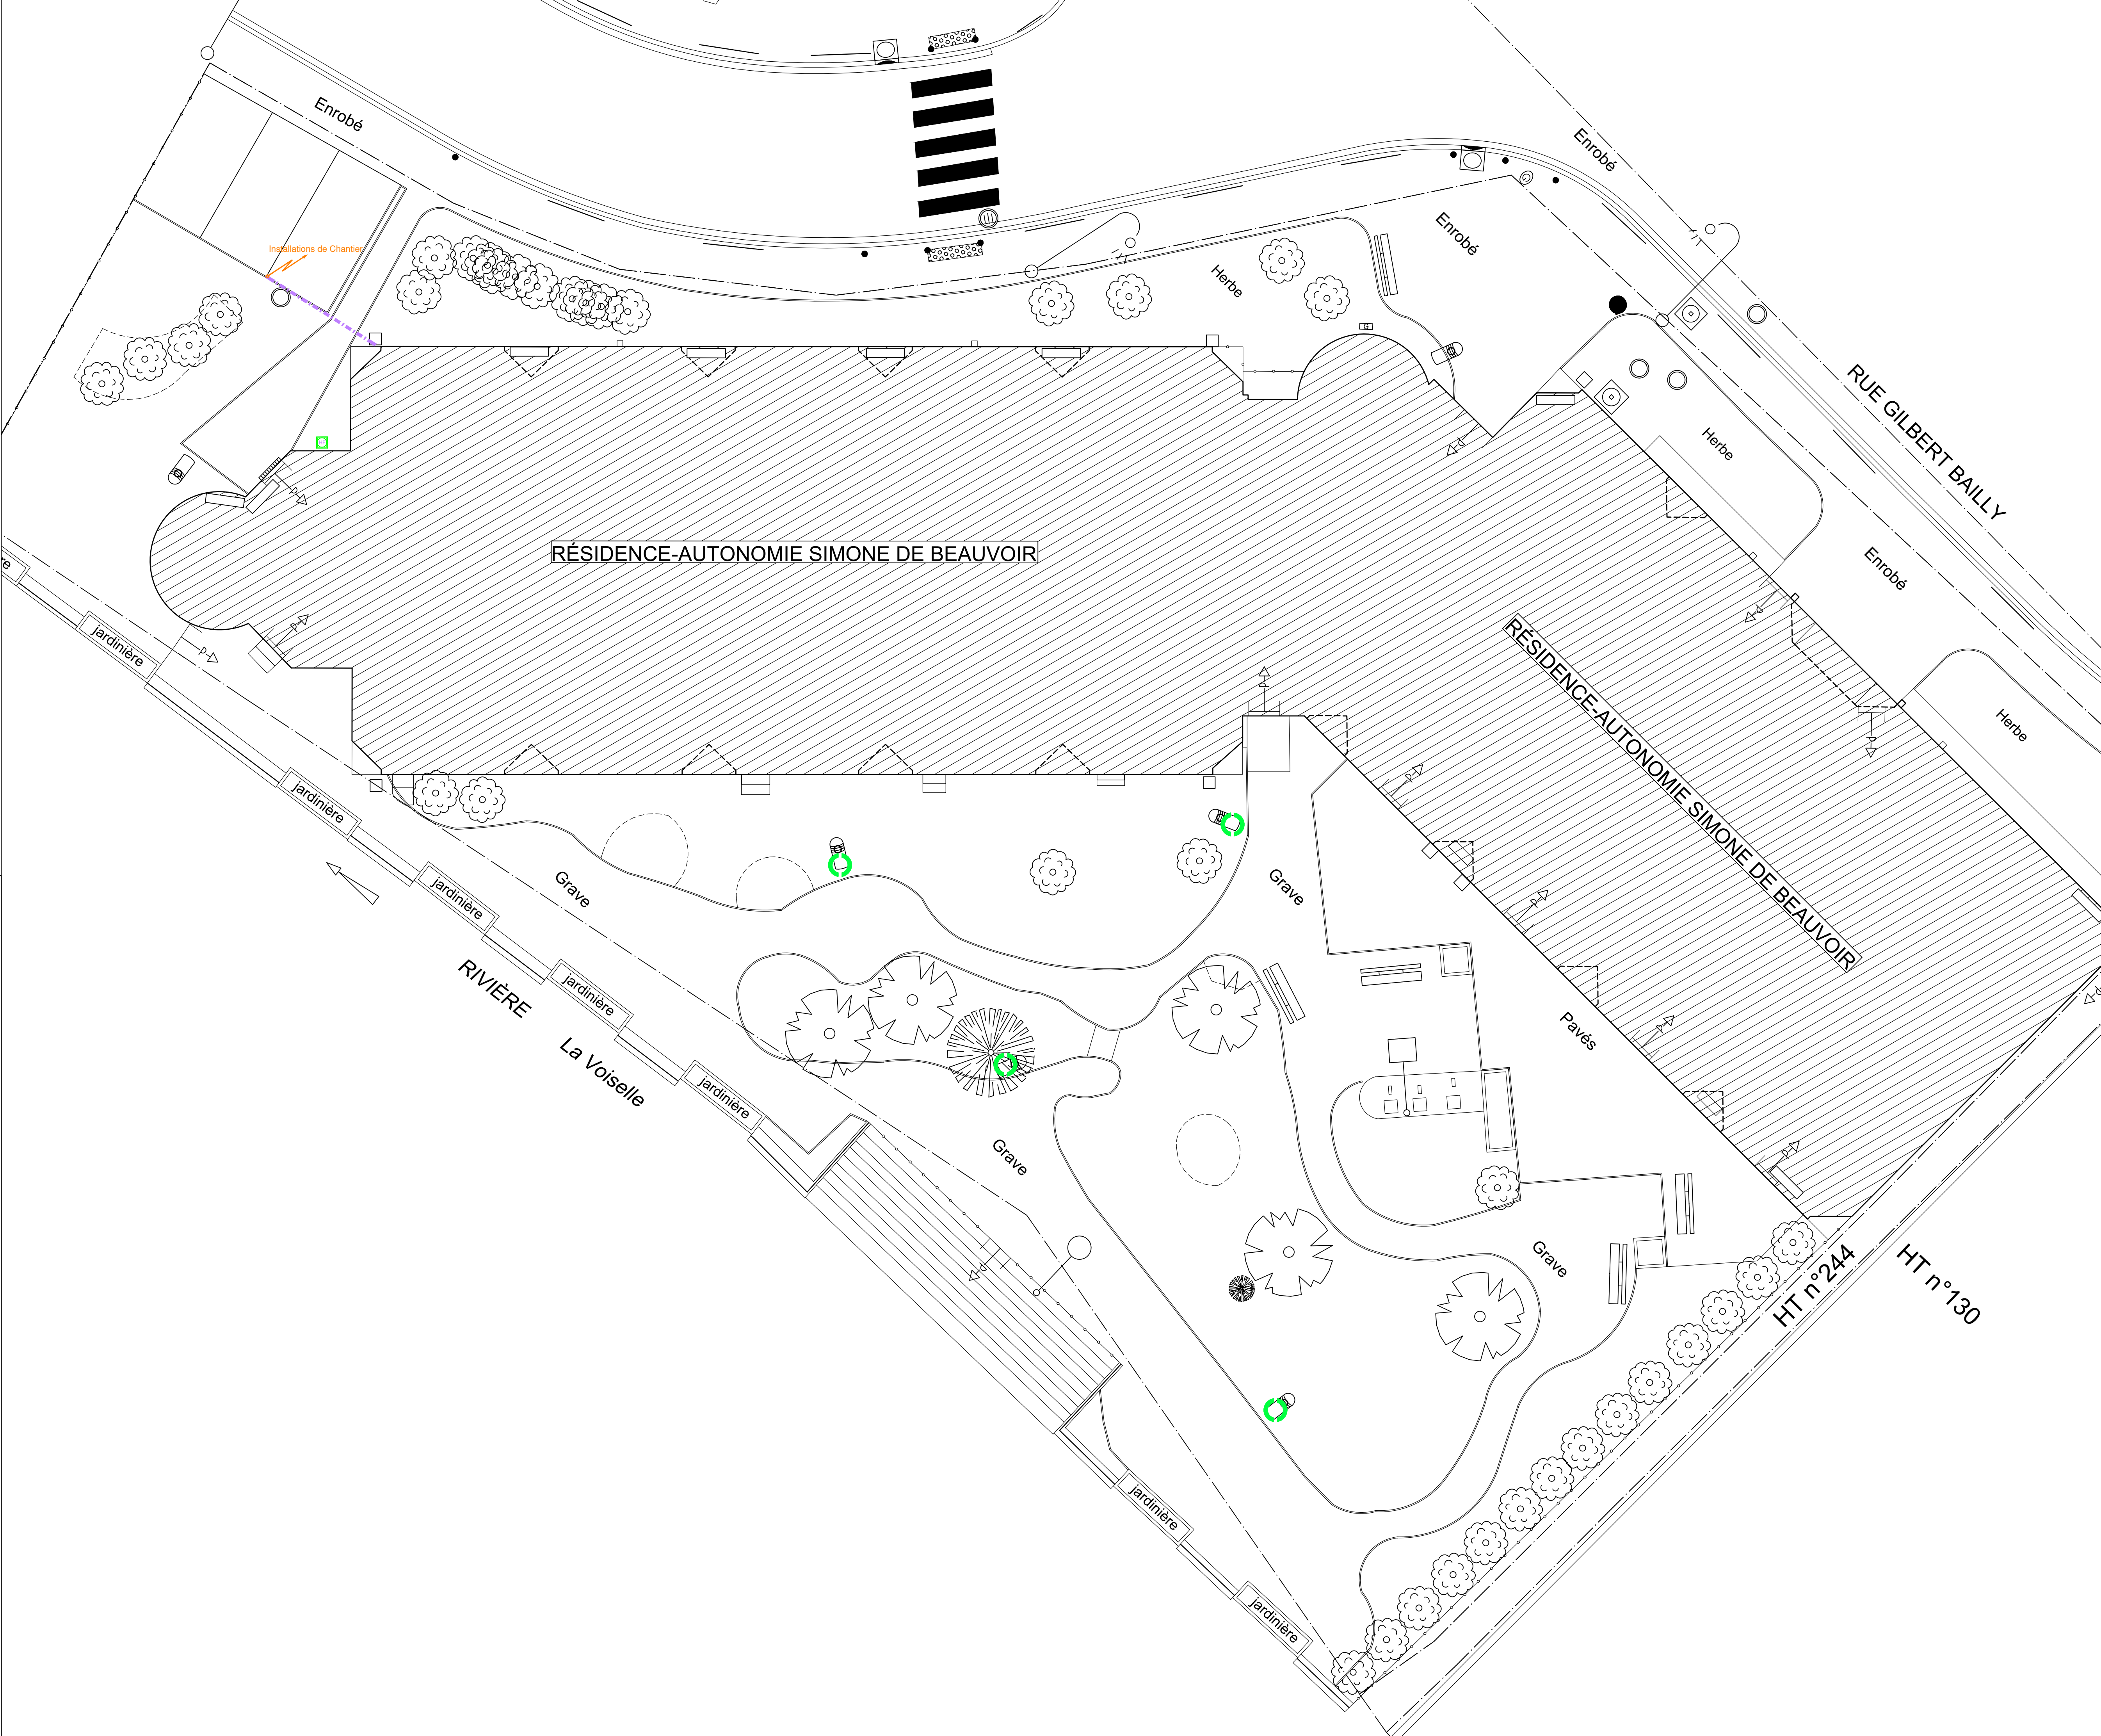 Enrobé
Enrobé
Installations de Chantier
Enrobé
Herbe
RUE GILBERT BAILLY
Herbe
RÉSIDENCE-AUTONOMIE SIMONE DE BEAUVOIR
Enrobé
re
jardinière
RÉSIDENCE-AUTONOMIE SIMONE DE BEAUVOIR
Herbe
jardinière
jardinière
Grave
Grave
RIVIÈRE
jardinière
La Voiselle
jardinière
Pavés
Grave
Grave
HT n°244
HT n°130
jardinière
jardinière